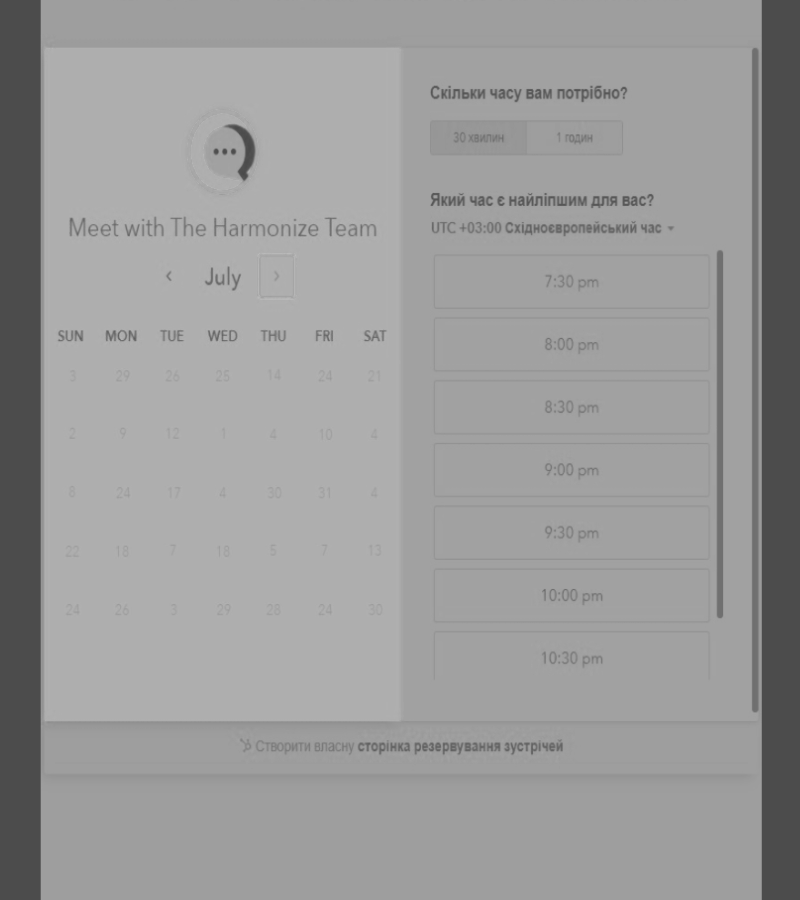 Meet with The Harmonize Team
July
SUN MON TUE WED THU FRI SAT
3 29 26 25 14 24 21
2 9 12 1 4 10 4
8 24 17 4 30 31 4
22 18 7 18 5 7 13
24 26 3 29 28 24 30
Скільки часу вам потрібно?
30 хвилин 1 годин
Який час є найліпшим для вас?
UTC +03:00 Східноєвропейський час
7:30 pm
8:00 pm
8:30 pm
9:00 pm
9:30 pm
10:00 pm
10:30 pm
Створити власну сторінка резервування зустрічей